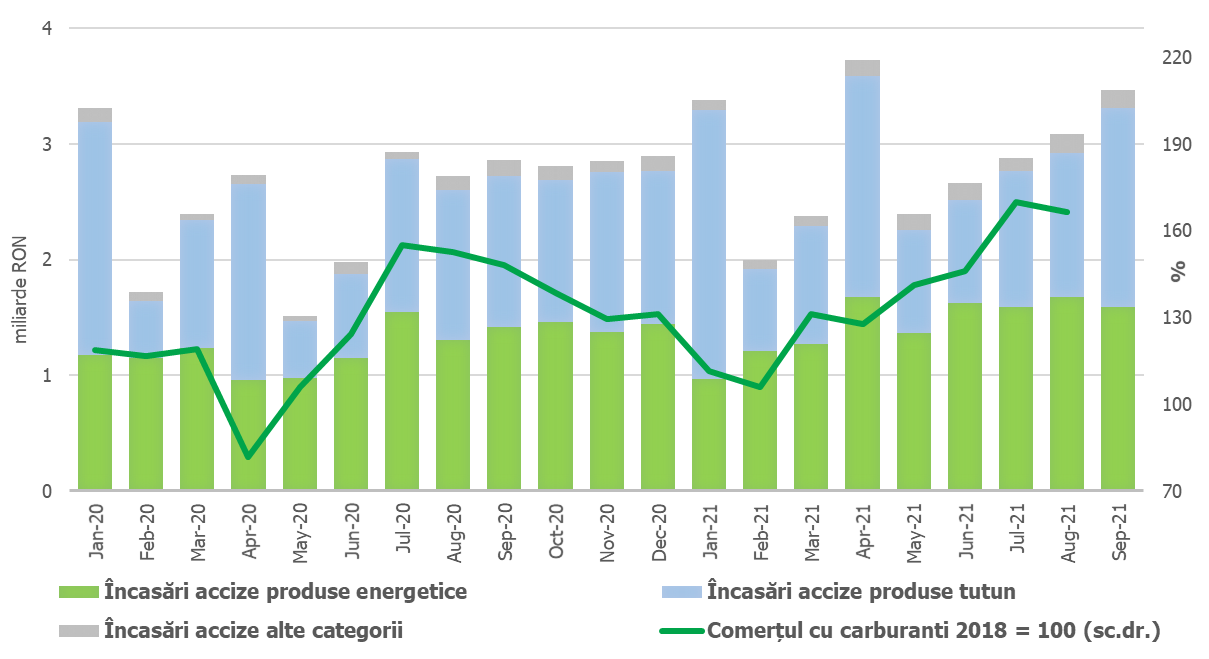 4
3
2
1
0
miliarde RON
220
190
160
130
100
70
%
Jan-20
Feb-20
Mar-20
Apr-20
May-20
Jun-20
Jul-20
Aug-20
Sep-20
Oct-20
Nov-20
Dec-20
Jan-21
Feb-21
Mar-21
Apr-21
May-21
Jun-21
Jul-21
Aug-21
Sep-21
Încasări accize produse energetice
Încasări accize produse tutun
Încasări accize alte categorii
Comerțul cu carburanti 2018 = 100 (sc.dr.)